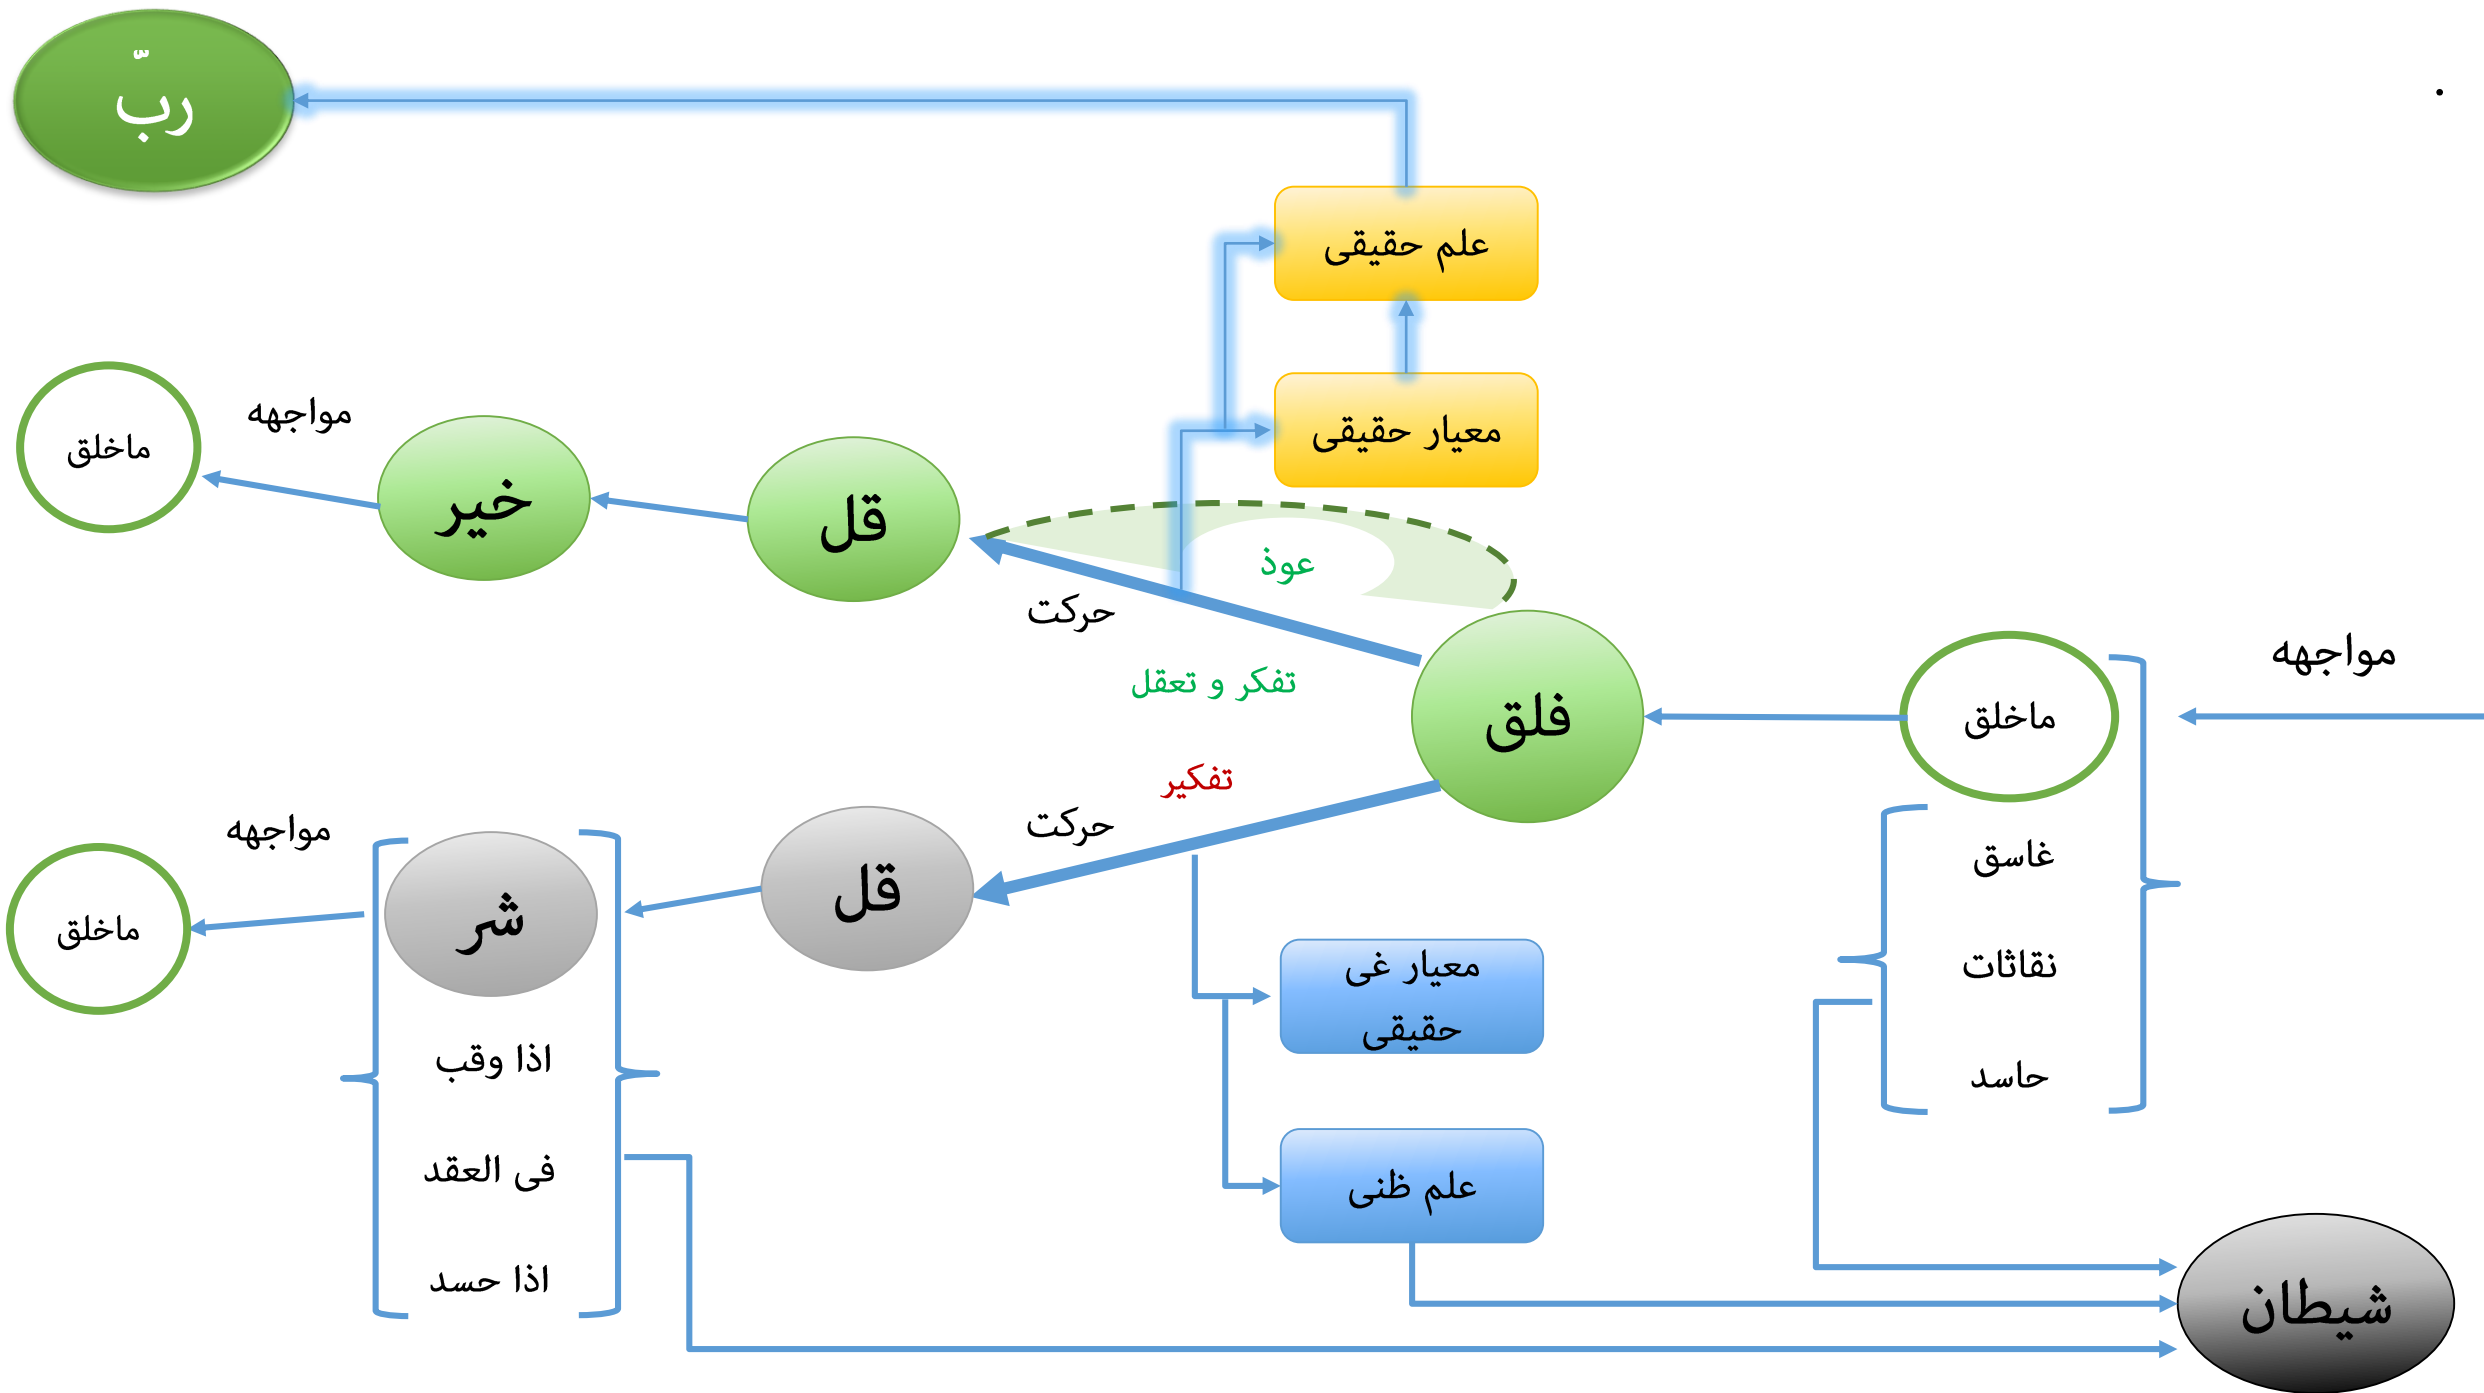 ربّ
.
علم حقیقی
معیار حقیقی
مواجهه
ماخلق
خیر
قل
عوذ
حرکت
تفکر و تعقل
فلق
ماخلق
مواجهه
تفکیر
حرکت
قل
شر
مواجهه
ماخلق
غاسق
نقاثات
حاسد
معیار غی
حقیقی
علم ظنی
اذا وقب
فی العقد
اذا حسد
شیطان